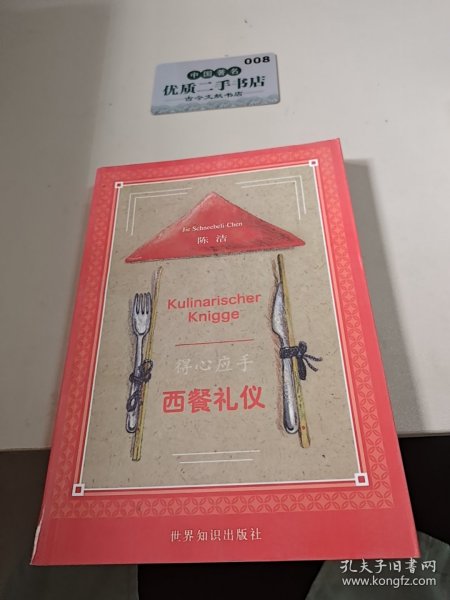 008
中国著名
优质二手书店
古今文献书店
Jie Schneebeli-Chen
陈 洁
Kulinarischer
Knigge
得心应手
西餐礼仪
世界知识出版社
孔夫子旧书网
www.kongfz.com